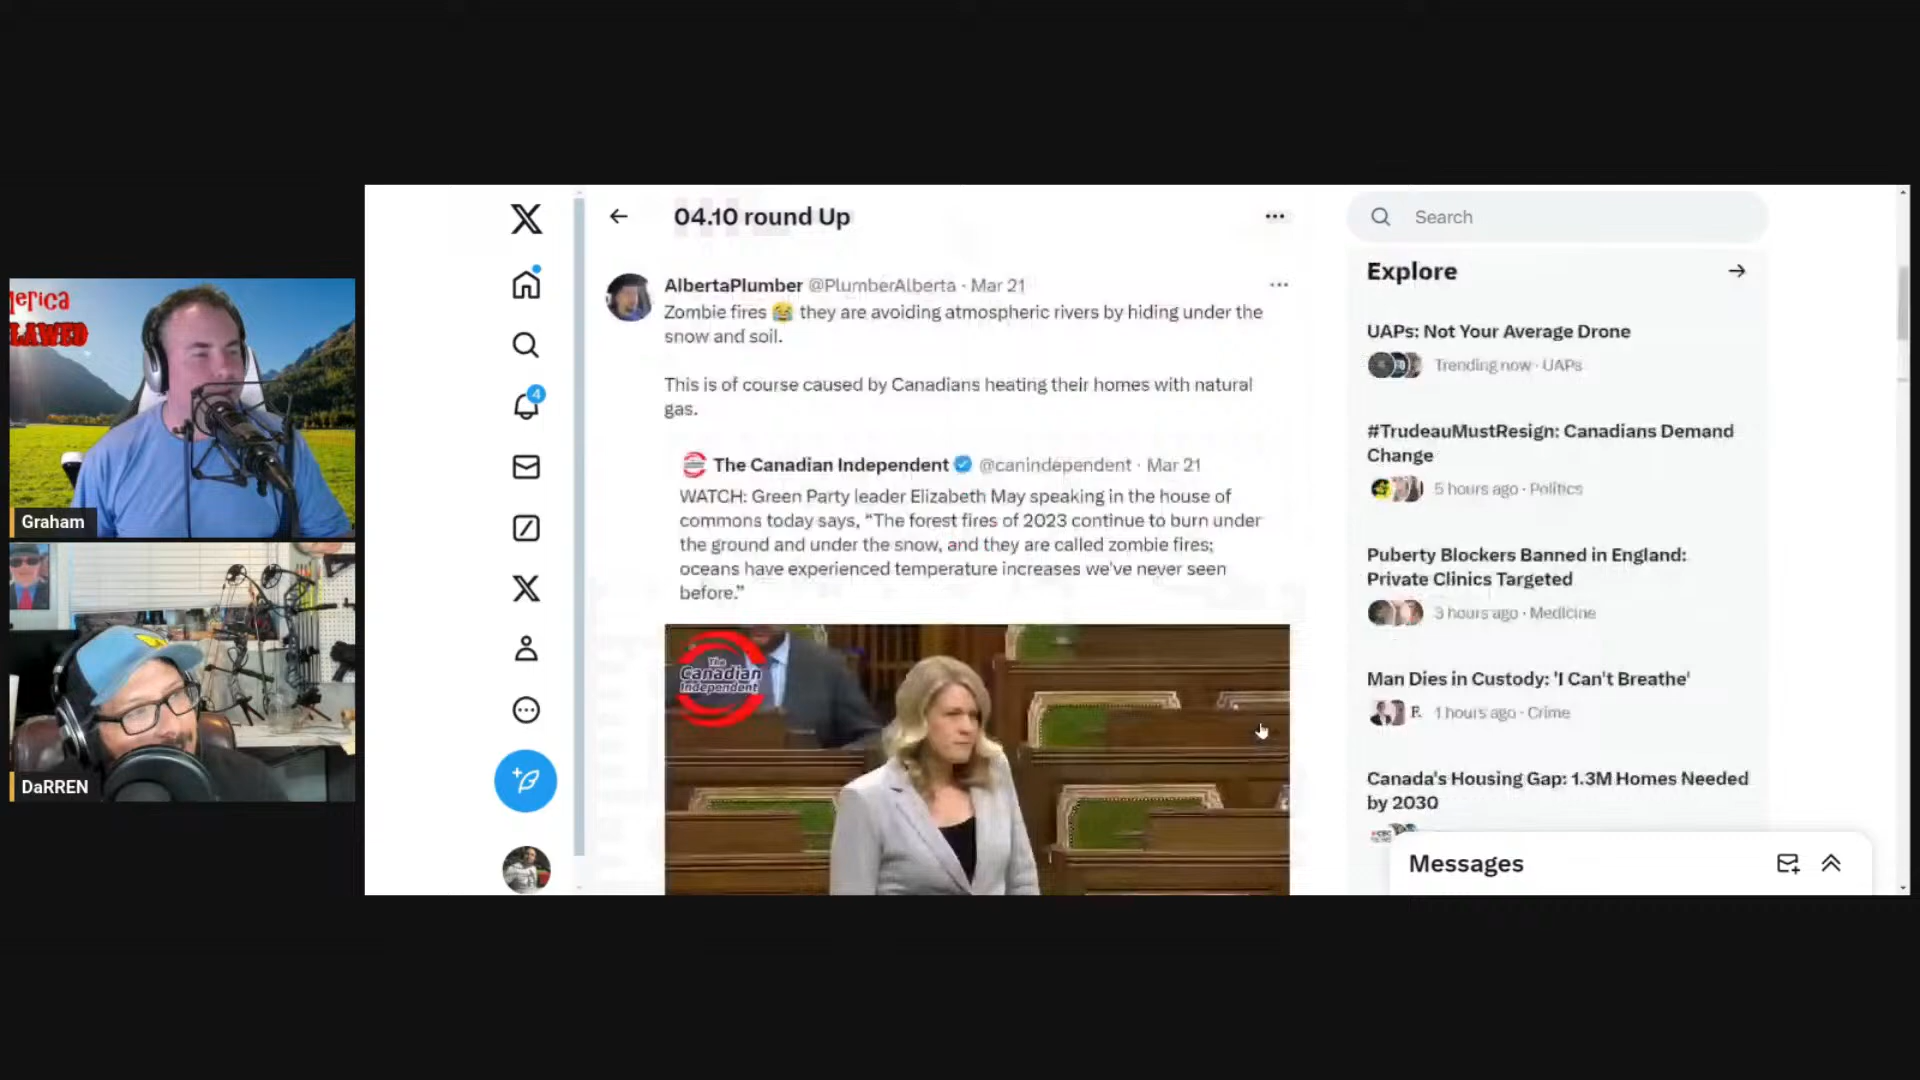 merica
LAWED
Graham
DaRREN
04.10 round Up
AlbertaPlumber @PlumberAlberta · Mar 21
Zombie fires 😂 they are avoiding atmospheric rivers by hiding under the
snow and soil.
This is of course caused by Canadians heating their homes with natural
gas.
The Canadian Independent @canindependent · Mar 21
WATCH: Green Party leader Elizabeth May speaking in the house of
commons today says, “The forest fires of 2023 continue to burn under
the ground and under the snow, and they are called zombie fires;
oceans have experienced temperature increases we've never seen
before.”
The
Canadian
Independent
4
Search
Explore
UAPs: Not Your Average Drone
Trending now · UAPs
#TrudeauMustResign: Canadians Demand
Change
5 hours ago · Politics
Puberty Blockers Banned in England:
Private Clinics Targeted
3 hours ago · Medicine
Man Dies in Custody: 'I Can't Breathe'
1 hours ago · Crime
Canada's Housing Gap: 1.3M Homes Needed
by 2030
Messages